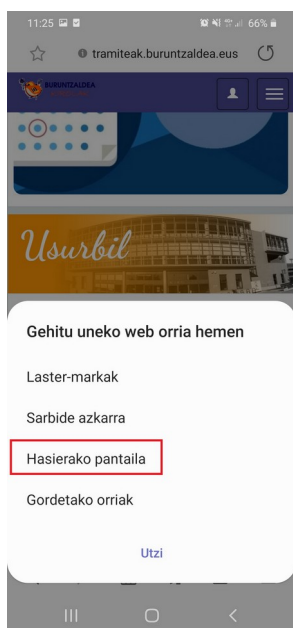 11:25 66%
tramiteak.buruntzaldea.eus
BURUNTZALDEA
Usurbil
Gehitu uneko web orria hemen
Laster-markak
Sarbide azkarra
Hasierako pantaila
Gordetako orriak
Utzi